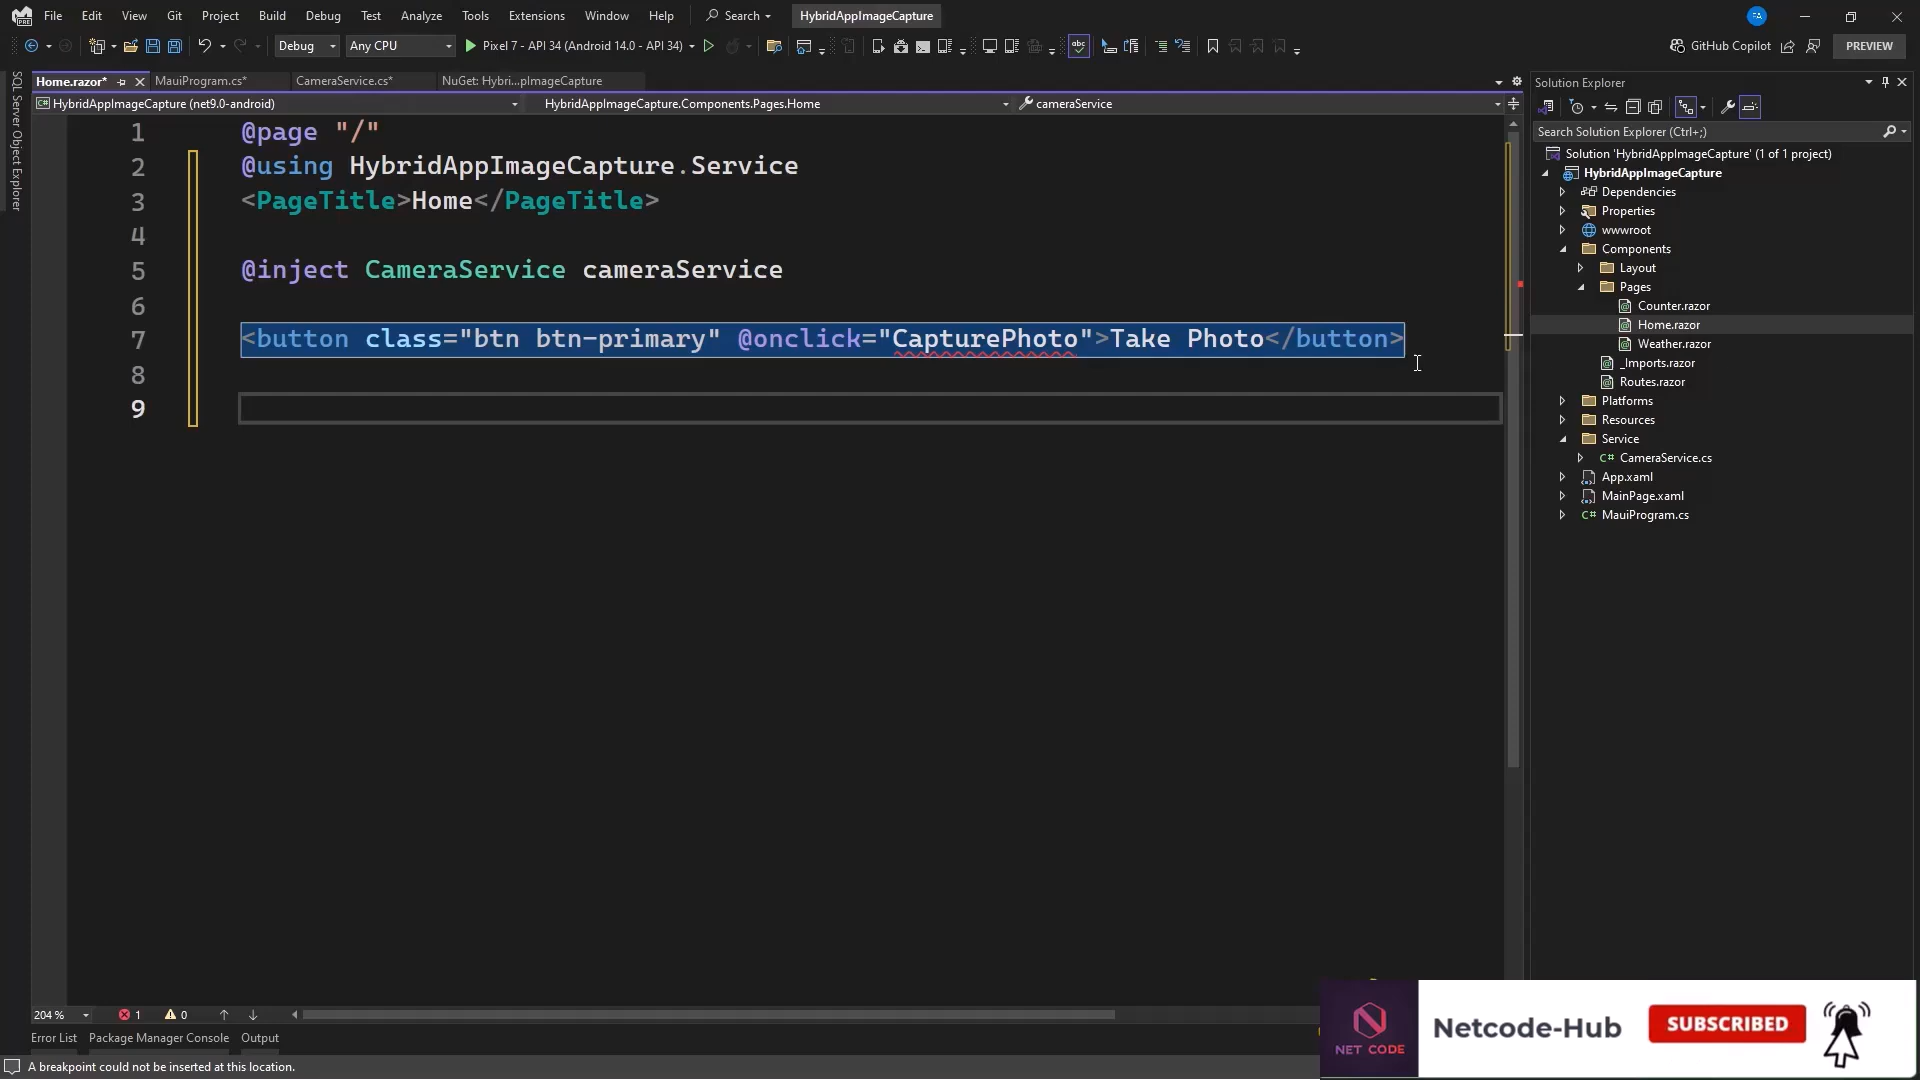 File Edit View Git Project Build Debug Test Analyze Tools Extensions Window Help Search HybridAppImageCapture FA
Debug Any CPU Pixel 7 - API 34 (Android 14.0 - API 34) GitHub Copilot PREVIEW
SQL Server Object Explorer
Home.razor* MauiProgram.cs* CameraService.cs* NuGet: Hybri...pImageCapture
HybridAppImageCapture (net9.0-android) HybridAppImageCapture.Components.Pages.Home cameraService
1 @page "/"
2 @using HybridAppImageCapture.Service
3 <PageTitle>Home</PageTitle>
4
5 @inject CameraService cameraService
6
7 <button class="btn btn-primary" @onclick="CapturePhoto">Take Photo</button>
8
9
Solution Explorer
Search Solution Explorer (Ctrl+;)
Solution 'HybridAppImageCapture' (1 of 1 project)
HybridAppImageCapture
Dependencies
Properties
wwwroot
Components
Layout
Pages
Counter.razor
Home.razor
Weather.razor
_Imports.razor
Routes.razor
Platforms
Resources
Service
C# CameraService.cs
App.xaml
MainPage.xaml
C# MauiProgram.cs
204 % 1 0
Error List Package Manager Console Output
A breakpoint could not be inserted at this location.
NET CODE
Netcode-Hub
SUBSCRIBED